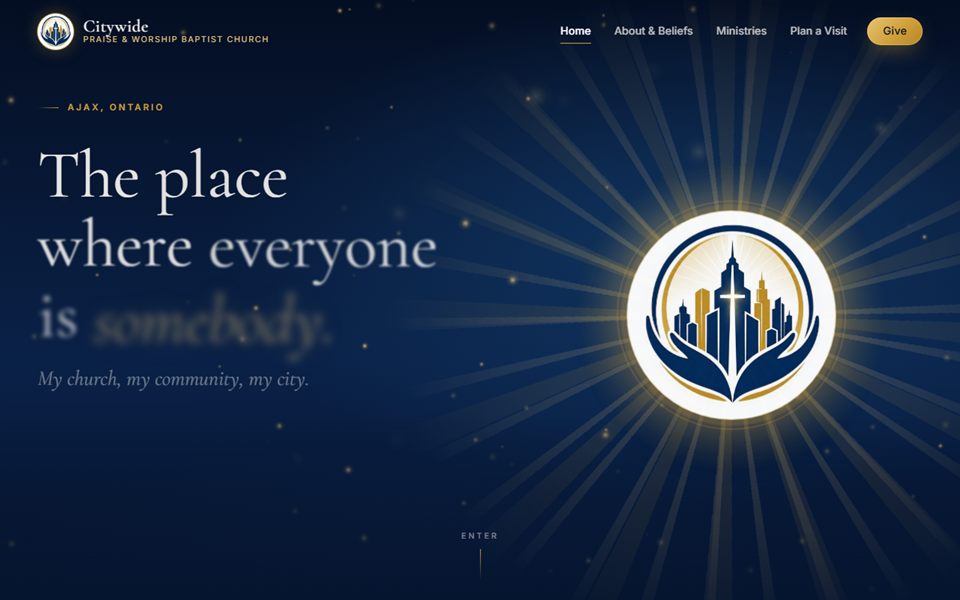 Citywide
PRAISE & WORSHIP BAPTIST CHURCH
Home
About & Beliefs
Ministries
Plan a Visit
Give
AJAX, ONTARIO
The place
where everyone
is somebody.
My church, my community, my city.
ENTER